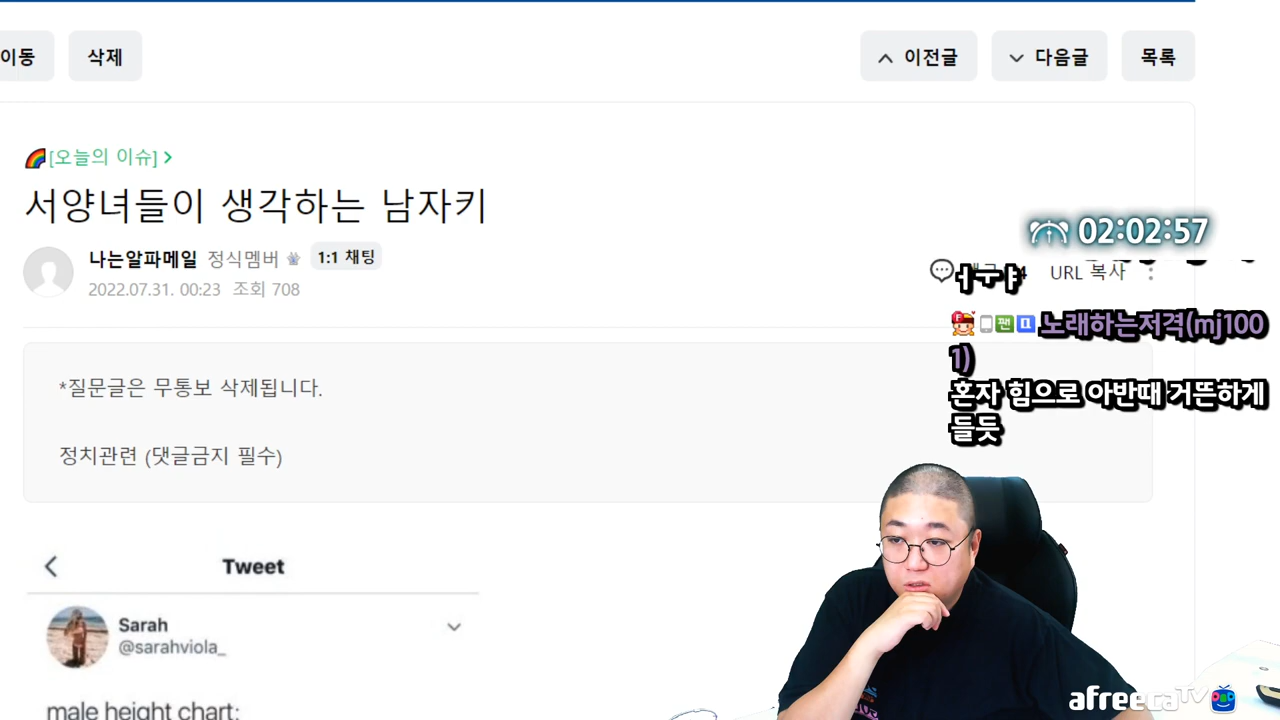 이동
삭제
이전글
다음글
목록
[오늘의 이슈]
서양녀들이 생각하는 남자키
나는알파메일 정식멤버
1:1 채팅
2022.07.31. 00:23 조회 708
02:02:57
URL 복사
노래하는저격(mj100
1)
혼자 힘으로 아반때 거뜬하게
들듯
*질문글은 무통보 삭제됩니다.
정치관련 (댓글금지 필수)
Tweet
Sarah
@sarahviola_
male height chart:
afreecaTV